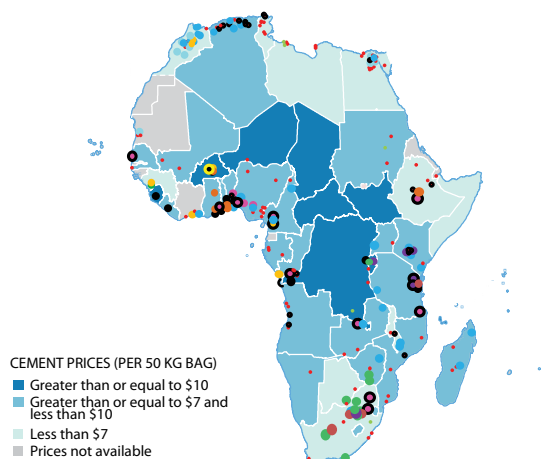 CEMENT PRICES (PER 50 KG BAG)
Greater than or equal to $10
Greater than or equal to $7 and
less than $10
Less than $7
Prices not available